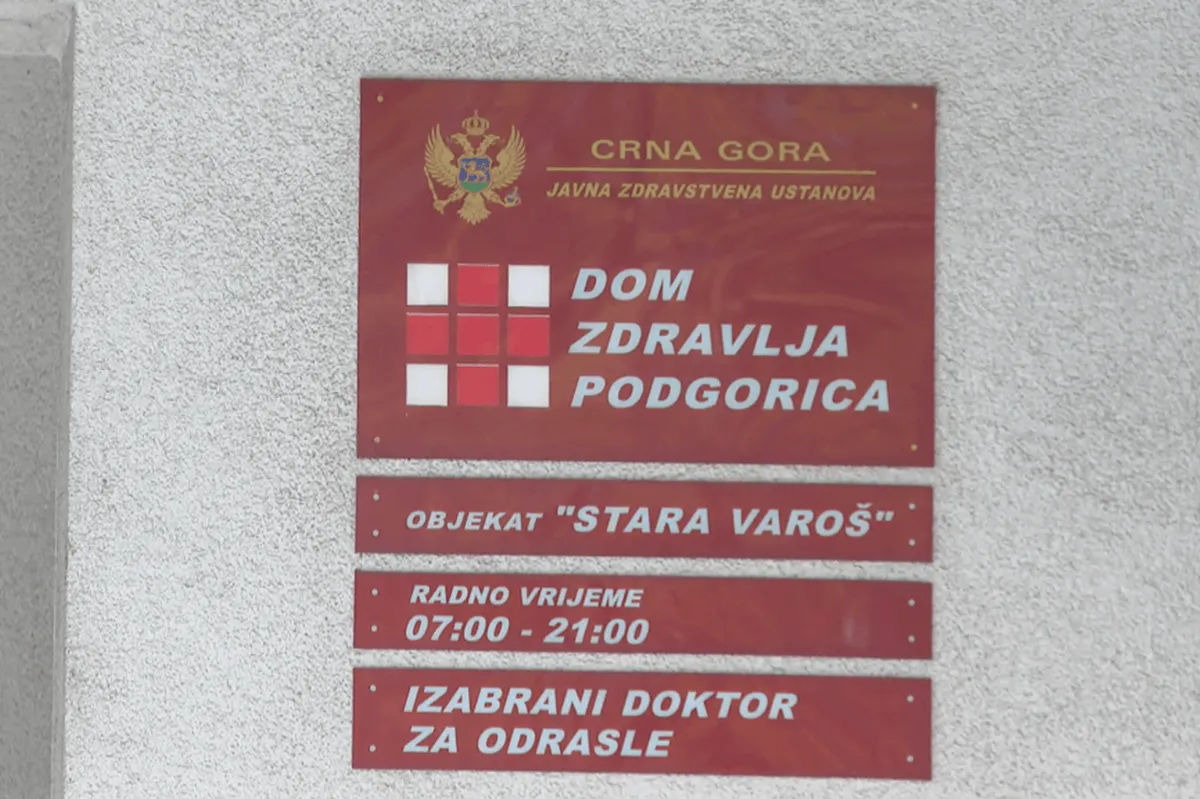 CRNA GORA
JAVNA ZDRAVSTVENA USTANOVA
DOM
ZDRAVLJA
PODGORICA
OBJEKAT "STARA VAROŠ"
RADNO VRIJEME
07:00 - 21:00
IZABRANI DOKTOR
ZA ODRASLE